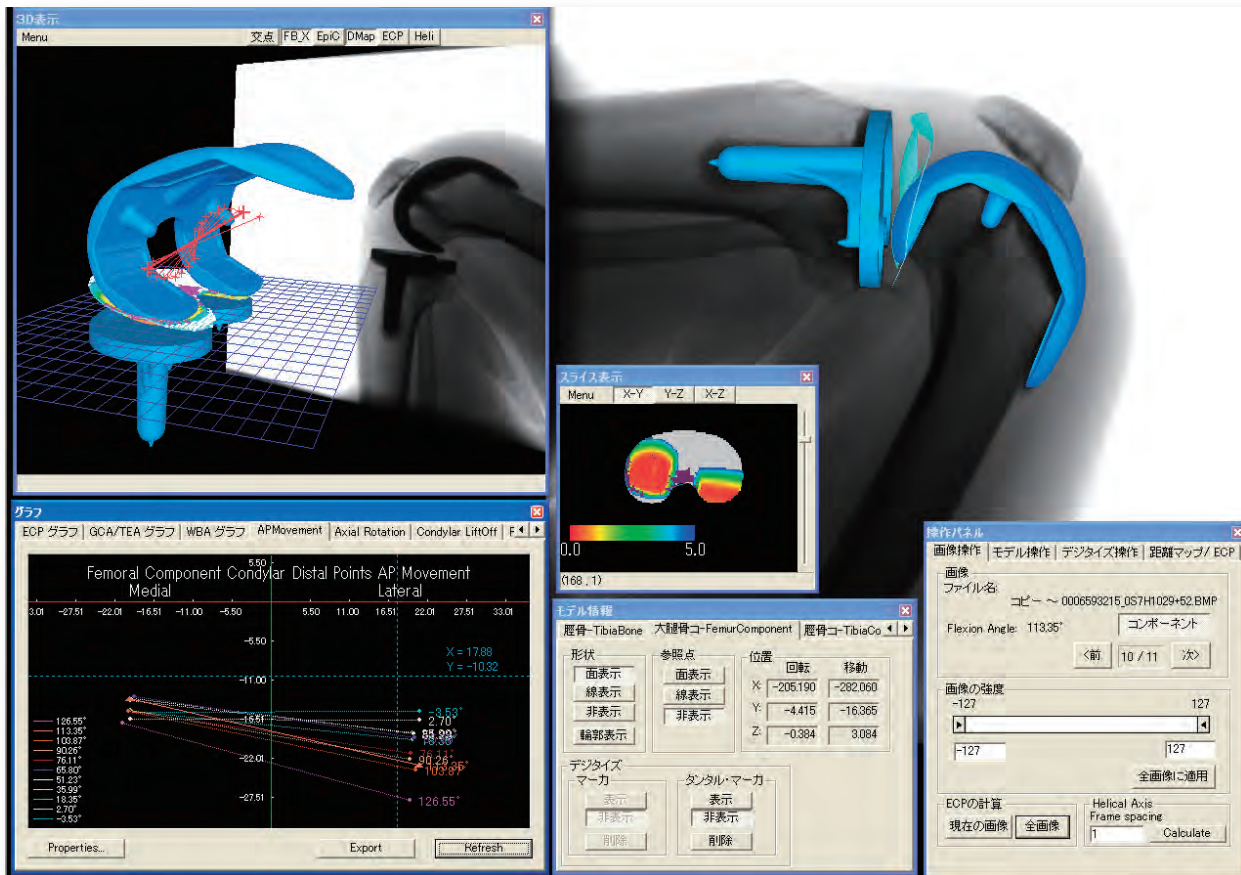 3D表示
Menu 交点 FB_X EpiC DMap ECP Heli
スライス表示
Menu X-Y Y-Z X-Z
0.0 5.0
(168 , 1)
グラフ
ECP グラフ GCA/TEA グラフ WBA グラフ APMovement Axial Rotation Condylar LiftOff
5.50
Femoral Component Condylar Distal Points AP Movement
Medial Lateral
3.01 -27.51 -22.01 -16.51 -11.00 -5.50 5.50 11.00 16.51 22.01 27.51 33.01
-5.50
X = 17.88
Y = -10.32
-11.00
-16.51
-22.01
-27.51
-3.53°
2.70°
76.11°
90.26°
103.87°
126.55°
126.55°
113.35°
103.87°
90.26°
76.11°
65.80°
51.23°
35.99°
18.35°
2.70°
-3.53°
Properties... Export Refresh
モデル情報
脛骨-TibiaBone 大腿骨コ-FemurComponent 脛骨コ-TibiaCo
形状 参照点 位置
回転 移動
面表示 面表示 X: -205.190 -282.060
線表示 線表示 Y: -4.415 -16.365
非表示 非表示 Z: -0.384 3.084
輪郭表示
デジタイズ
マーカ タンタル・マーカ
表示 表示
非表示 非表示
削除 削除
操作パネル
画像操作 モデル操作 デジタイズ操作 距離マップ/ ECP
画像
ファイル名:
コピー ～ 0006593215_0S7H1029+52.BMP
Flexion Angle: 113.35° コンポーネント
<前 10 / 11 次>
画像の強度
-127 127
-127 127
全画像に適用
ECPの計算 Helical Axis
Frame spacing
現在の画像 全画像 1 Calculate